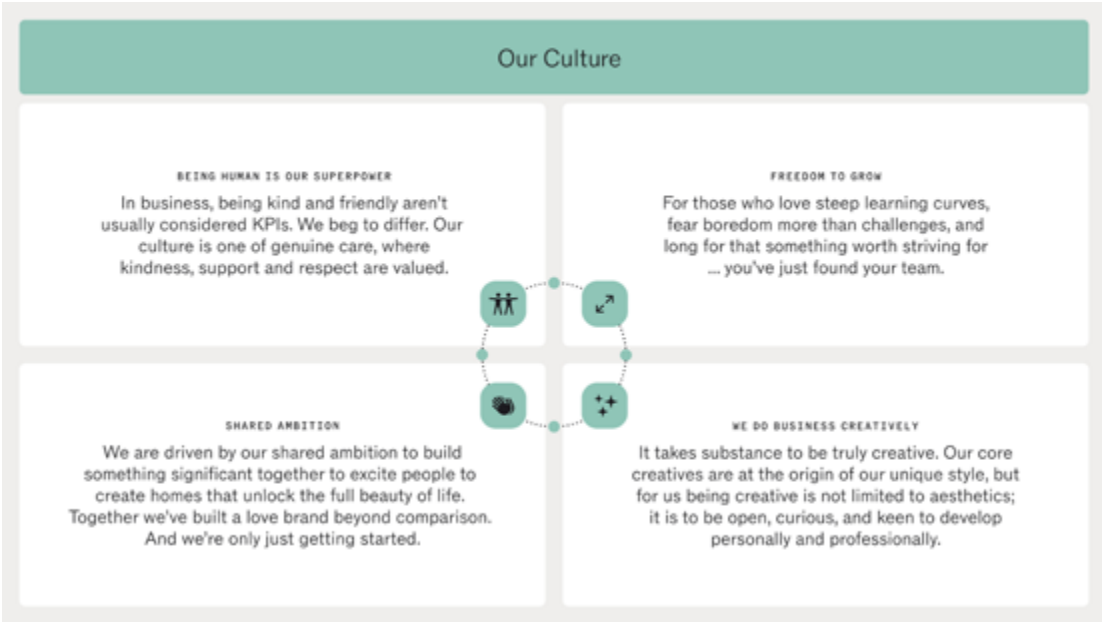 Our Culture
BEING HUMAN IS OUR SUPERPOWER
In business, being kind and friendly aren't
usually considered KPIs. We beg to differ. Our
culture is one of genuine care, where
kindness, support and respect are valued.
FREEDOM TO GROW
For those who love steep learning curves,
fear boredom more than challenges, and
long for that something worth striving for
... you've just found your team.
SHARED AMBITION
We are driven by our shared ambition to build
something significant together to excite people to
create homes that unlock the full beauty of life.
Together we've built a love brand beyond comparison.
And we're only just getting started.
WE DO BUSINESS CREATIVELY
It takes substance to be truly creative. Our core
creatives are at the origin of our unique style, but
for us being creative is not limited to aesthetics;
it is to be open, curious, and keen to develop
personally and professionally.